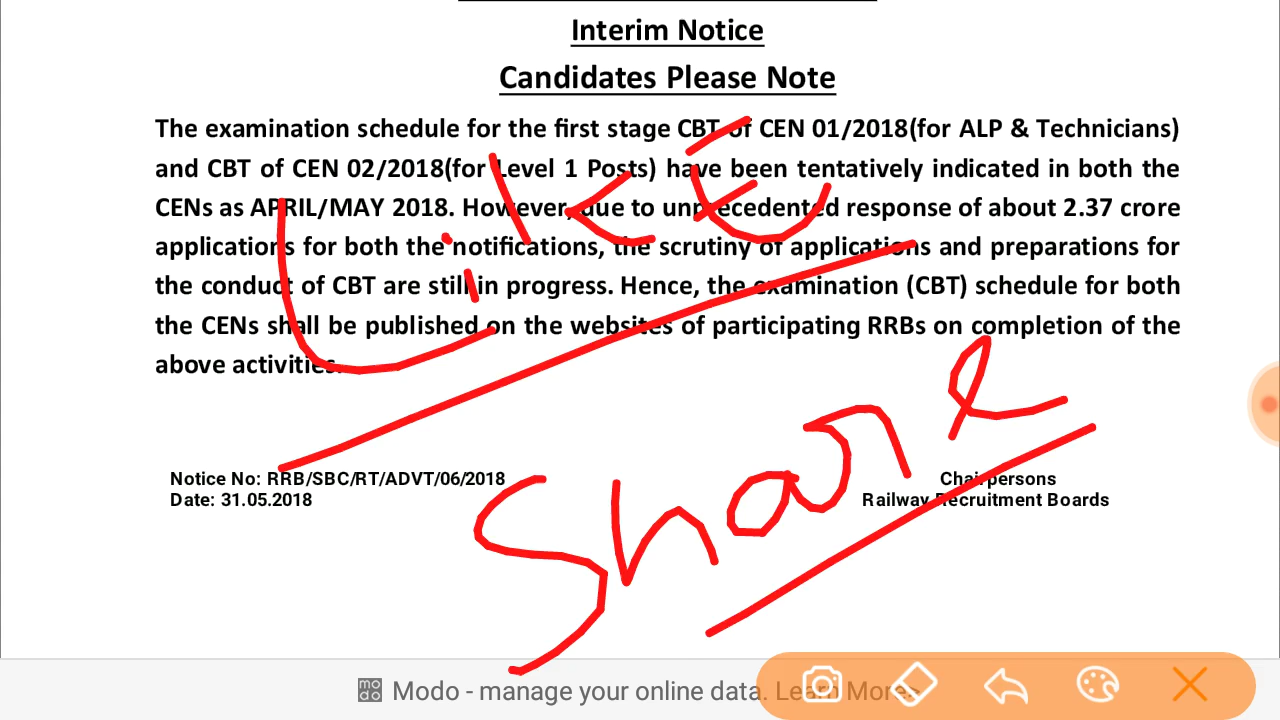 Interim Notice
Candidates Please Note
The examination schedule for the first stage CBT of CEN 01/2018(for ALP & Technicians)
and CBT of CEN 02/2018(for Level 1 Posts) have been tentatively indicated in both the
CENs as APRIL/MAY 2018. However, due to unprecedented response of about 2.37 crore
applications for both the notifications, the scrutiny of applications and preparations for
the conduct of CBT are still in progress. Hence, the examination (CBT) schedule for both
the CENs shall be published on the websites of participating RRBs on completion of the
above activities.
LIKE
Share
Notice No: RRB/SBC/RT/ADVT/06/2018
Date: 31.05.2018
Chairpersons
Railway Recruitment Boards
modo Modo - manage your online data. Learn More>